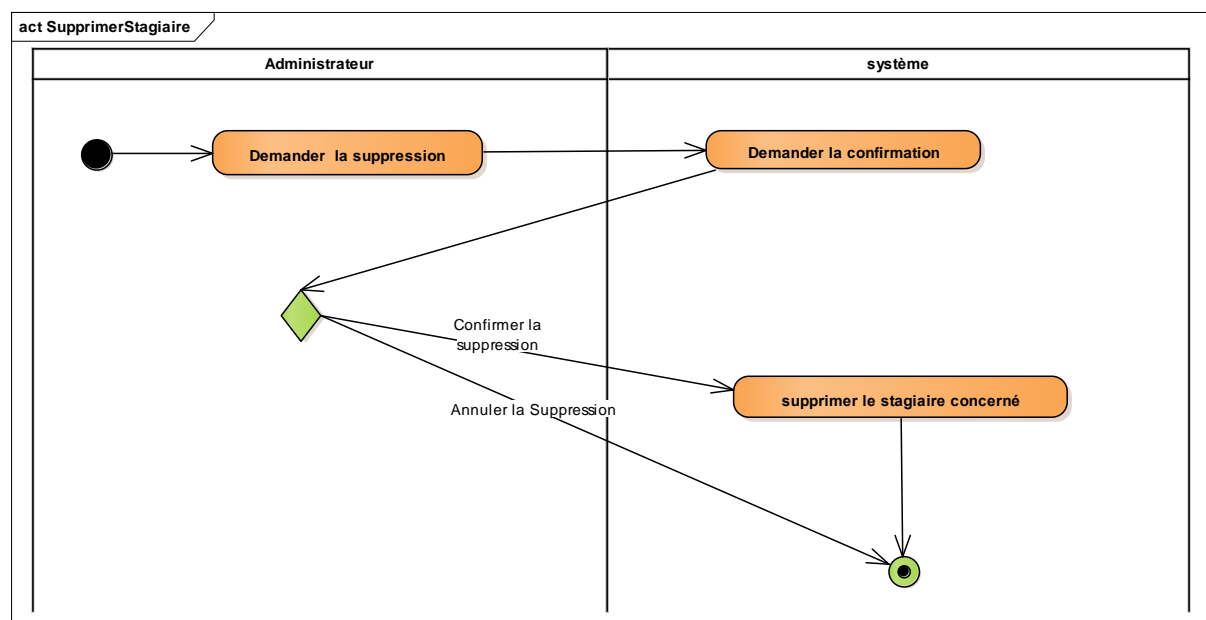 act SupprimerStagiaire
Administrateur
système
Demander la suppression
Demander la confirmation
Confirmer la
suppression
supprimer le stagiaire concerné
Annuler la Suppression